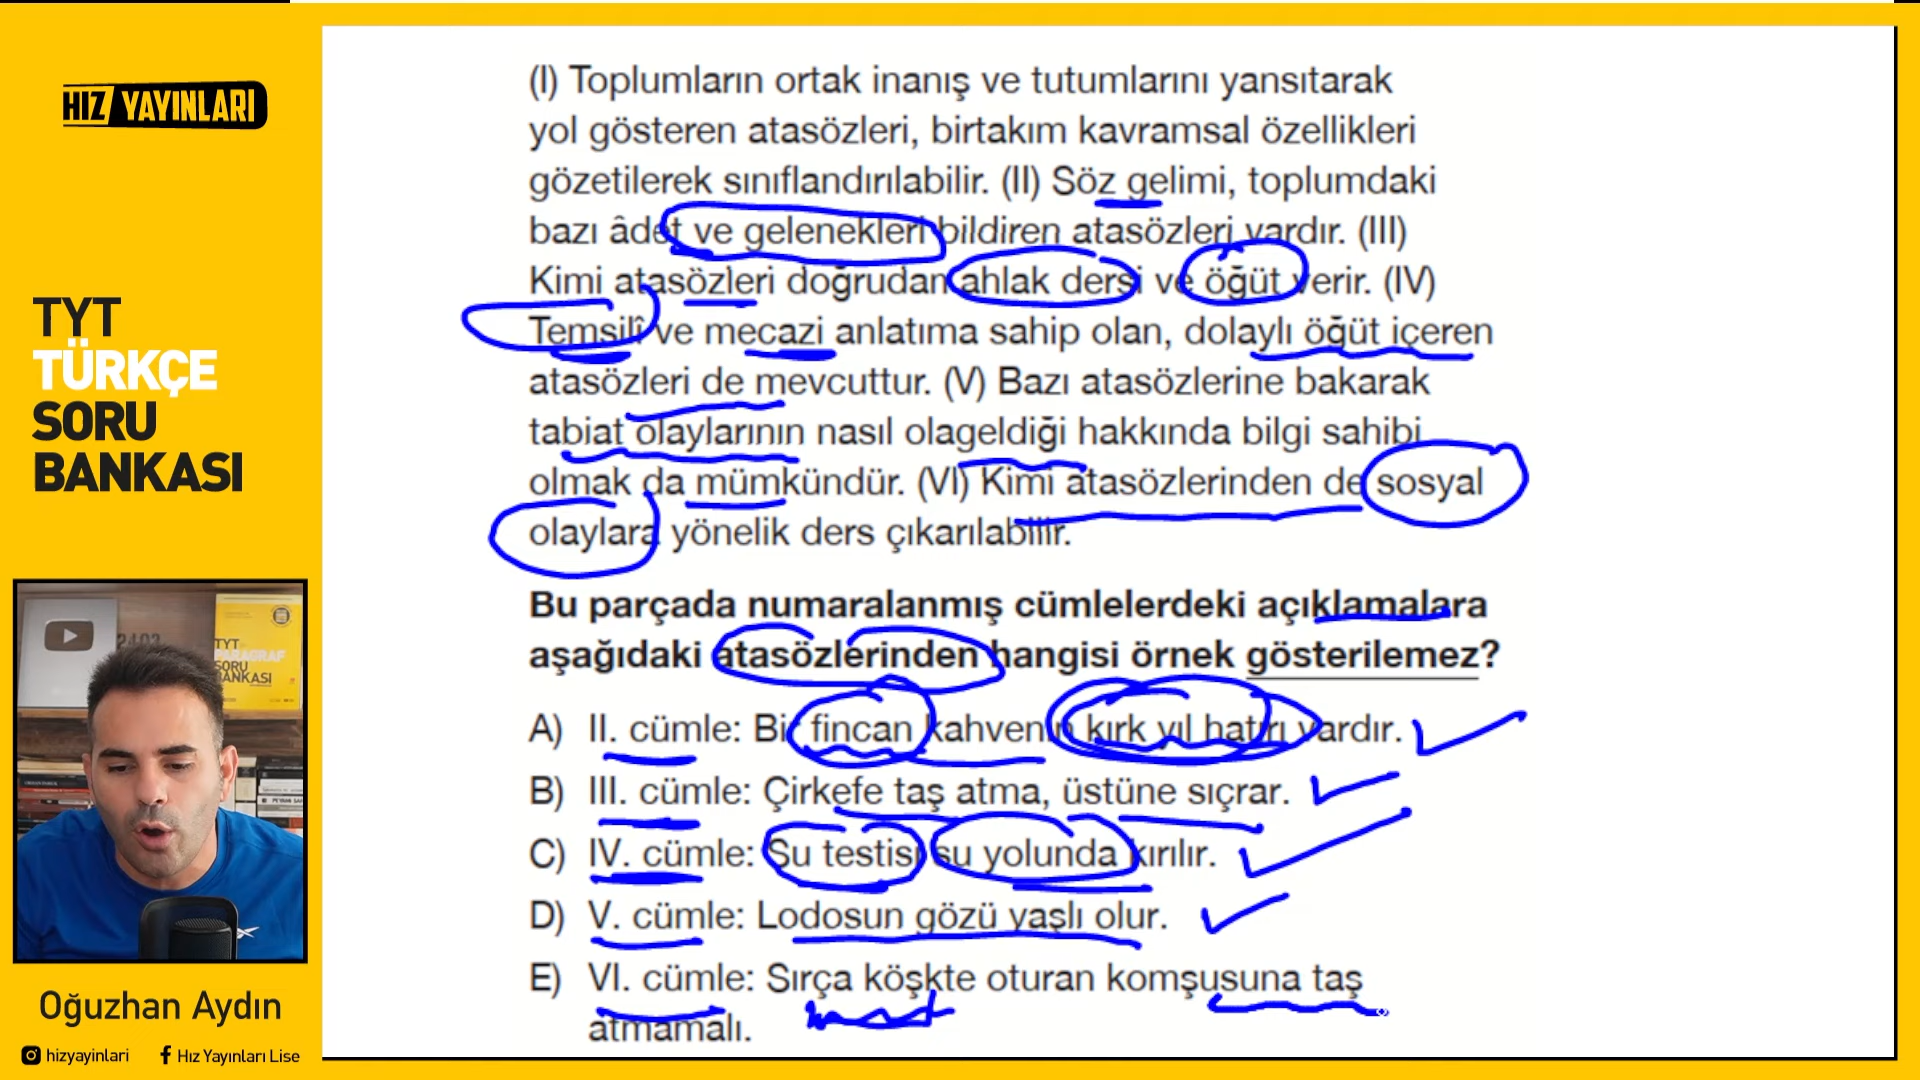 HIZ YAYINLARI
TYT
TÜRKÇE
SORU
BANKASI
(I) Toplumların ortak inanış ve tutumlarını yansıtarak
yol gösteren atasözleri, birtakım kavramsal özellikleri
gözetilerek sınıflandırılabilir. (II) Söz gelimi, toplumdaki
bazı âdet ve gelenekleri bildiren atasözleri vardır. (III)
Kimi atasözleri doğrudan ahlak dersi ve öğüt verir. (IV)
Temsilî ve mecazi anlatıma sahip olan, dolaylı öğüt içeren
atasözleri de mevcuttur. (V) Bazı atasözlerine bakarak
tabiat olaylarının nasıl olageldiği hakkında bilgi sahibi
olmak da mümkündür. (VI) Kimi atasözlerinden de sosyal
olaylara yönelik ders çıkarılabilir.
Bu parçada numaralanmış cümlelerdeki açıklamalara
aşağıdaki atasözlerinden hangisi örnek gösterilemez?
A) II. cümle: Bir fincan kahvenin kırk yıl hatırı vardır.
B) III. cümle: Çirkefe taş atma, üstüne sıçrar.
C) IV. cümle: Su testisi su yolunda kırılır.
D) V. cümle: Lodosun gözü yaşlı olur.
E) VI. cümle: Sırça köşkte oturan komşusuna taş
atmamalı.
TYT
PARAGRAF
SORU
BANKASI
Oğuzhan Aydın
hizyayinlari
Hız Yayınları Lise